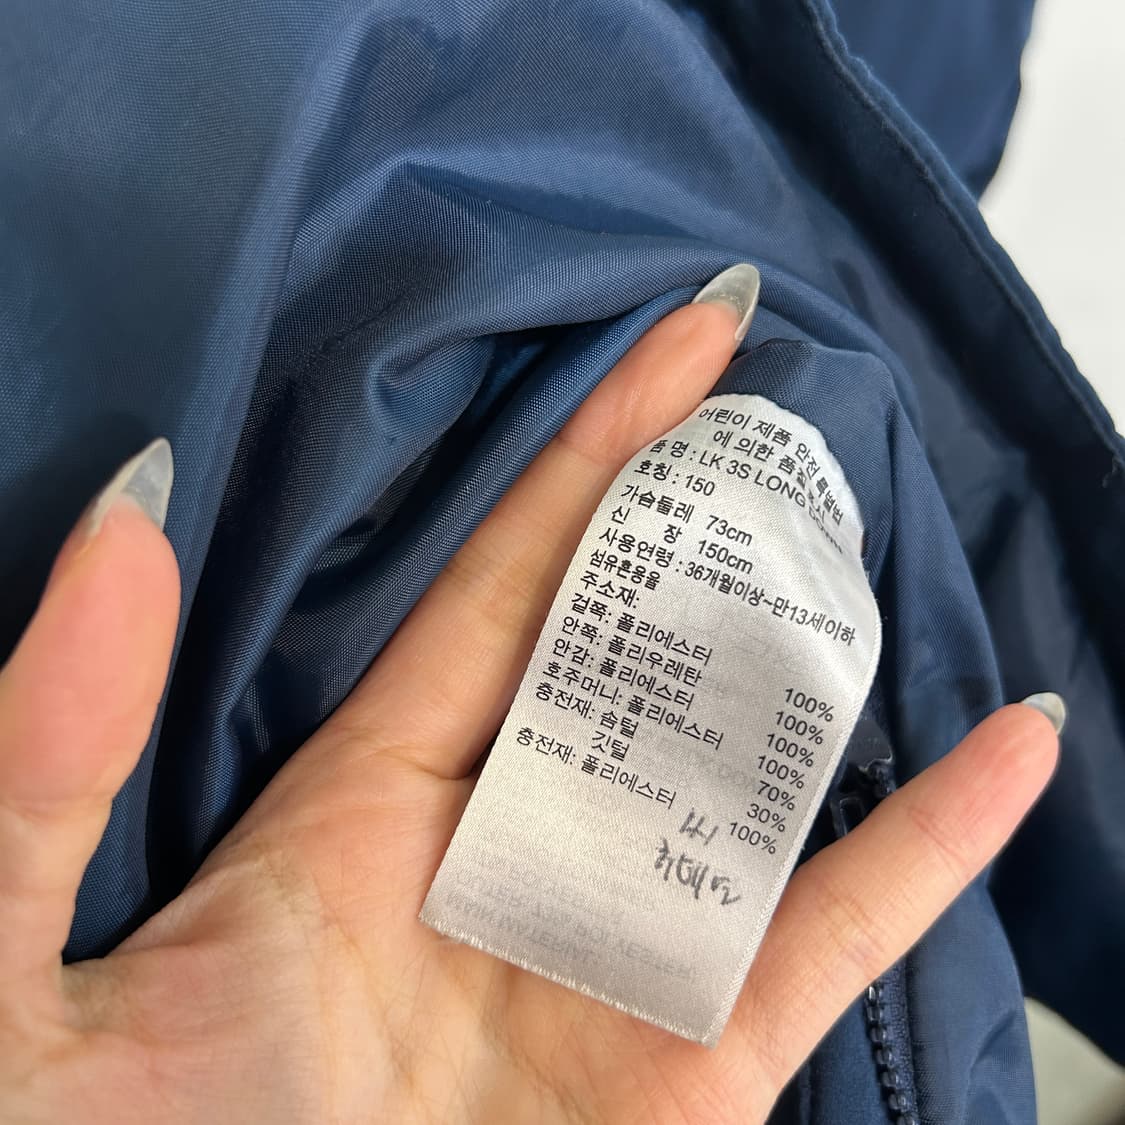 어린이 제품 안전 특별법
에 의한 품질표시
품 명 : LK 3S LONG DOWN
호칭 : 150
가슴둘레 73cm
신 장 150cm
사용연령 : 36개월이상~만13세이하
섬유혼용율
주소재:
겉쪽: 폴리에스터 100%
안쪽: 폴리우레탄 100%
안감: 폴리에스터 100%
호주머니: 폴리에스터 100%
충전재: 솜털 70%
깃털 30%
충전재: 폴리에스터 100%